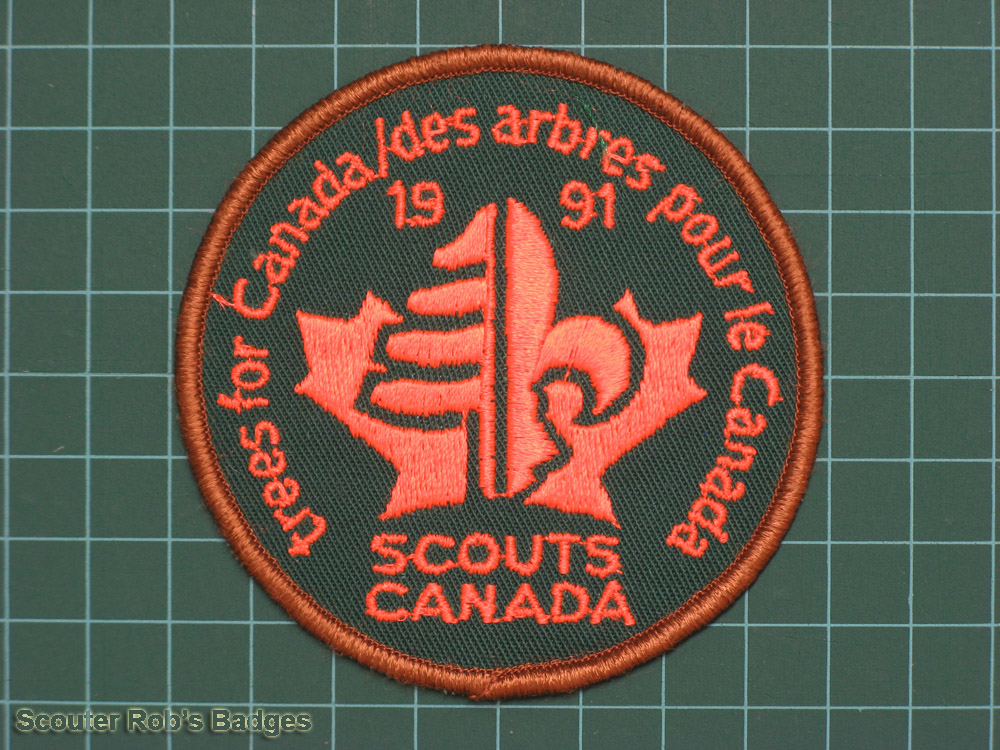 trees for Canada/des arbres pour le Canada
19 91
SCOUTS
CANADA
Scouter Rob's Badges